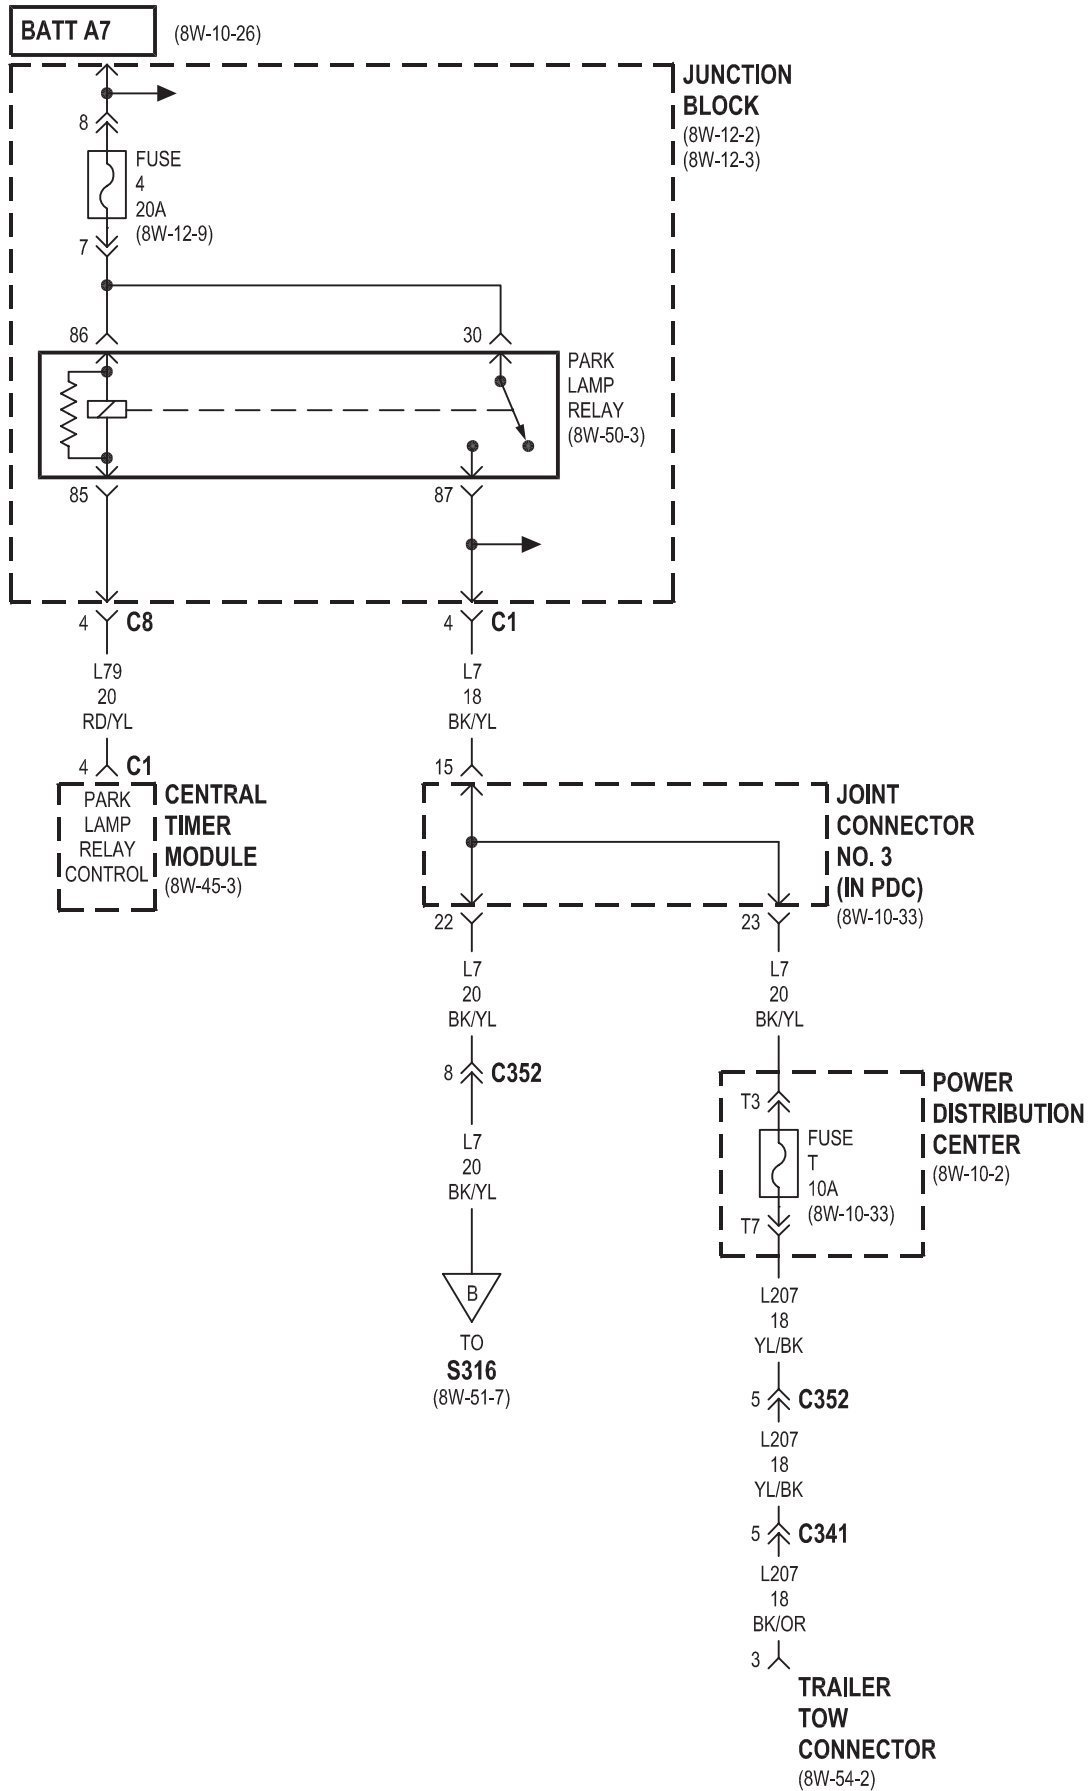 BATT A7
(8W-10-26)
JUNCTION
BLOCK
(8W-12-2)
(8W-12-3)
8
FUSE
4
20A
(8W-12-9)
7
86
30
PARK
LAMP
RELAY
(8W-50-3)
85
87
4
C8
4
C1
L79
20
RD/YL
L7
18
BK/YL
4
C1
15
PARK
LAMP
RELAY
CONTROL
CENTRAL
TIMER
MODULE
(8W-45-3)
JOINT
CONNECTOR
NO. 3
(IN PDC)
(8W-10-33)
22
23
L7
20
BK/YL
L7
20
BK/YL
8
C352
L7
20
BK/YL
B
TO
S316
(8W-51-7)
POWER
DISTRIBUTION
CENTER
(8W-10-2)
T3
FUSE
T
10A
(8W-10-33)
T7
L207
18
YL/BK
5
C352
L207
18
YL/BK
5
C341
L207
18
BK/OR
3
TRAILER
TOW
CONNECTOR
(8W-54-2)